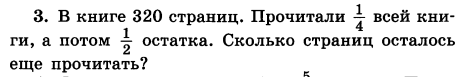 3. В книге 320 страниц. Прочитали 1/4 всей кни-
ги, а потом 1/2 остатка. Сколько страниц осталось
еще прочитать?
5